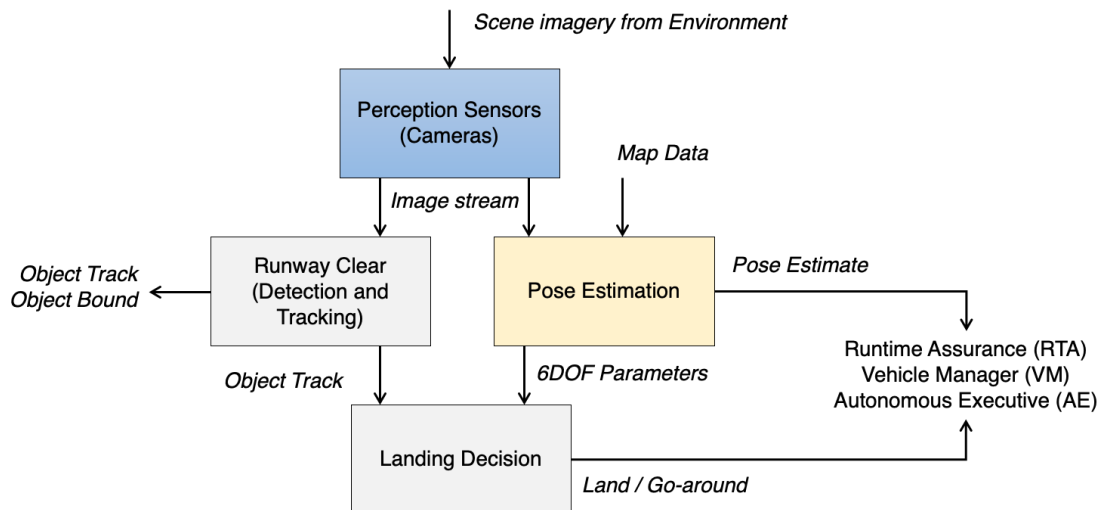 Scene imagery from Environment
Perception Sensors
(Cameras)
Map Data
Image stream
Runway Clear
(Detection and
Tracking)
Object Track
Object Bound
Pose Estimation
Pose Estimate
Runtime Assurance (RTA)
Vehicle Manager (VM)
Autonomous Executive (AE)
Object Track
6DOF Parameters
Landing Decision
Land / Go-around